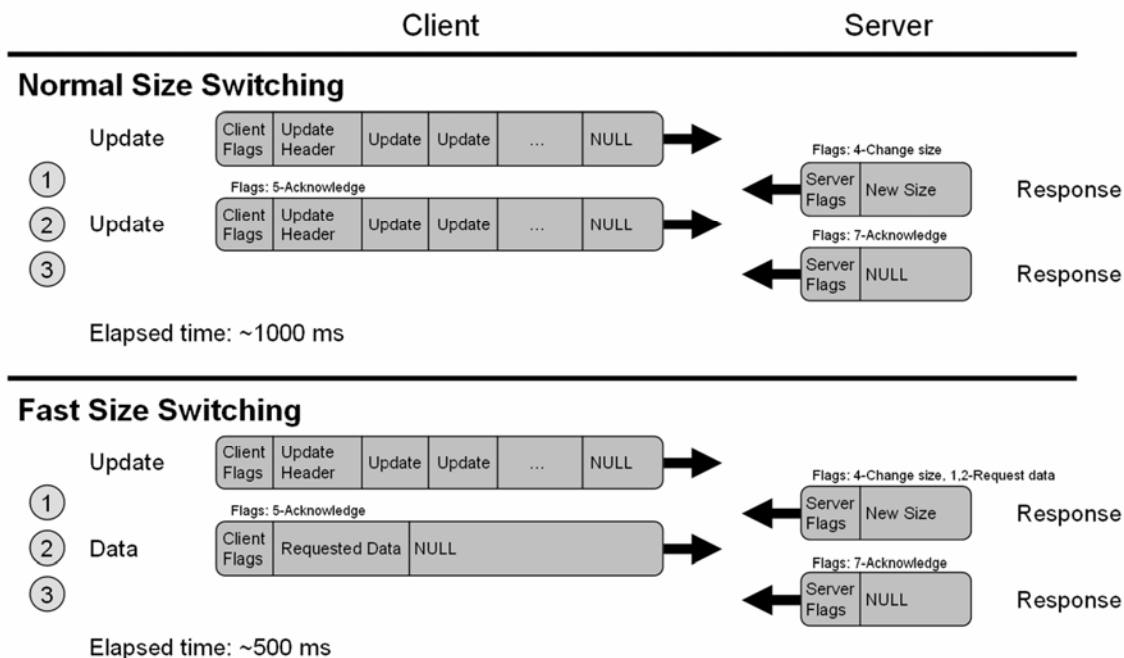 Client Server
Normal Size Switching
Update
Client Flags Update Header Update Update ... NULL
Flags: 4-Change size
1
Server Flags New Size
Response
Flags: 5-Acknowledge
2 Update
Client Flags Update Header Update Update ... NULL
Flags: 7-Acknowledge
3
Server Flags NULL
Response
Elapsed time: ~1000 ms
Fast Size Switching
Update
Client Flags Update Header Update Update ... NULL
Flags: 4-Change size, 1,2-Request data
1
Server Flags New Size
Response
Flags: 5-Acknowledge
2 Data
Client Flags Requested Data NULL
Flags: 7-Acknowledge
3
Server Flags NULL
Response
Elapsed time: ~500 ms